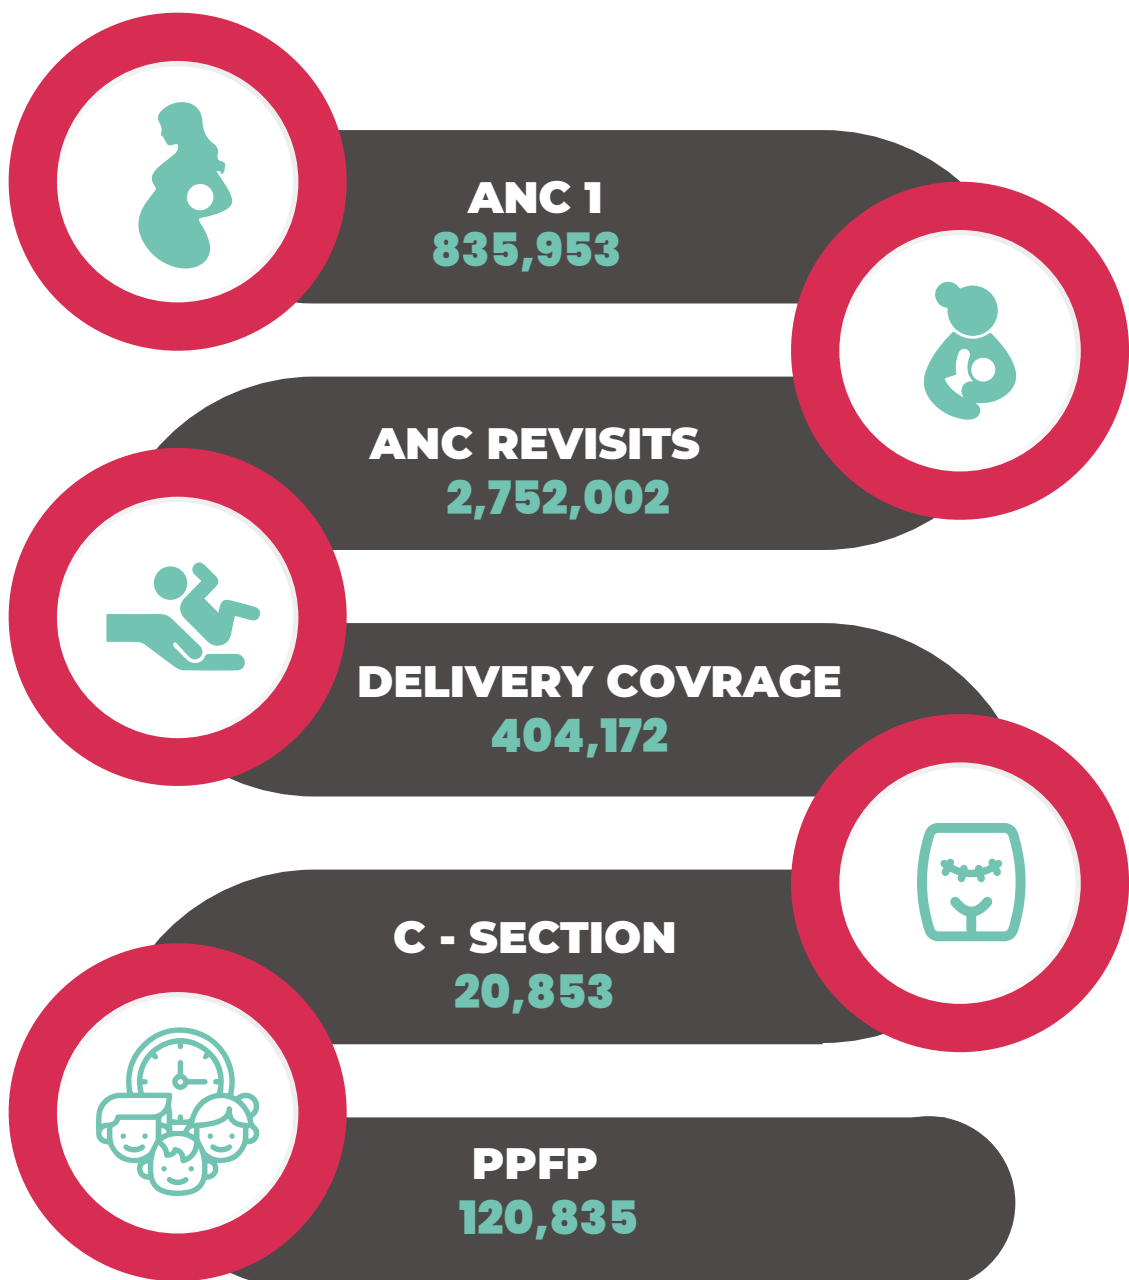 ANC 1
835,953
ANC REVISITS
2,752,002
DELIVERY COVRAGE
404,172
C - SECTION
20,853
PPFP
120,835